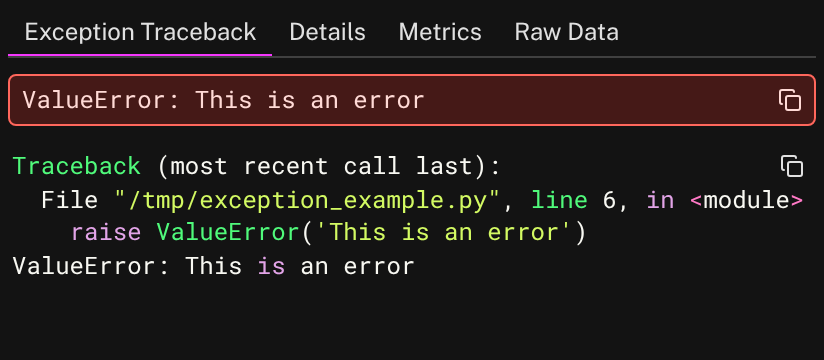 Exception Traceback Details Metrics Raw Data
ValueError: This is an error
Traceback (most recent call last):
  File "/tmp/exception_example.py", line 6, in <module>
    raise ValueError('This is an error')
ValueError: This is an error